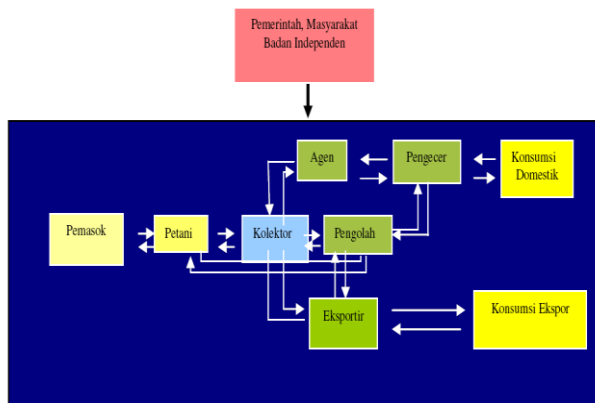 Pemerintah, Masyarakat
Badan Independen
Agen
Pengecer
Konsumsi
Domestik
Pemasok
Petani
Kolektor
Pengolah
Eksportir
Konsumsi Ekspor